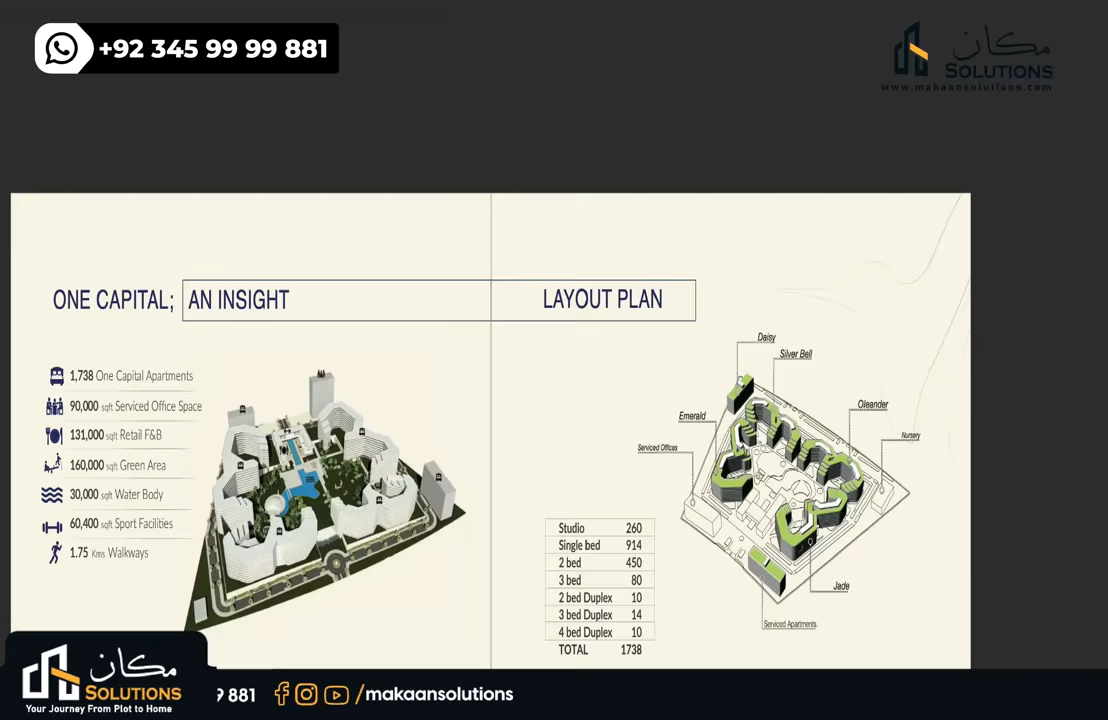 +92 345 99 99 881
مكان
SOLUTIONS
www.makaansolutions.com
ONE CAPITAL; AN INSIGHT
LAYOUT PLAN
1,738 One Capital Apartments
90,000 sqft Serviced Office Space
131,000 sqft Retail F&B
160,000 sqft Green Area
30,000 sqft Water Body
60,400 sqft Sport Facilities
1.75 Kms Walkways
Daisy
Silver Bell
Oleander
Emerald
Nursery
Serviced Offices
Jade
Serviced Apartments
Studio 260
Single bed 914
2 bed 450
3 bed 80
2 bed Duplex 10
3 bed Duplex 14
4 bed Duplex 10
TOTAL 1738
مكان
SOLUTIONS
Your Journey From Plot to Home
9 881
/makaansolutions